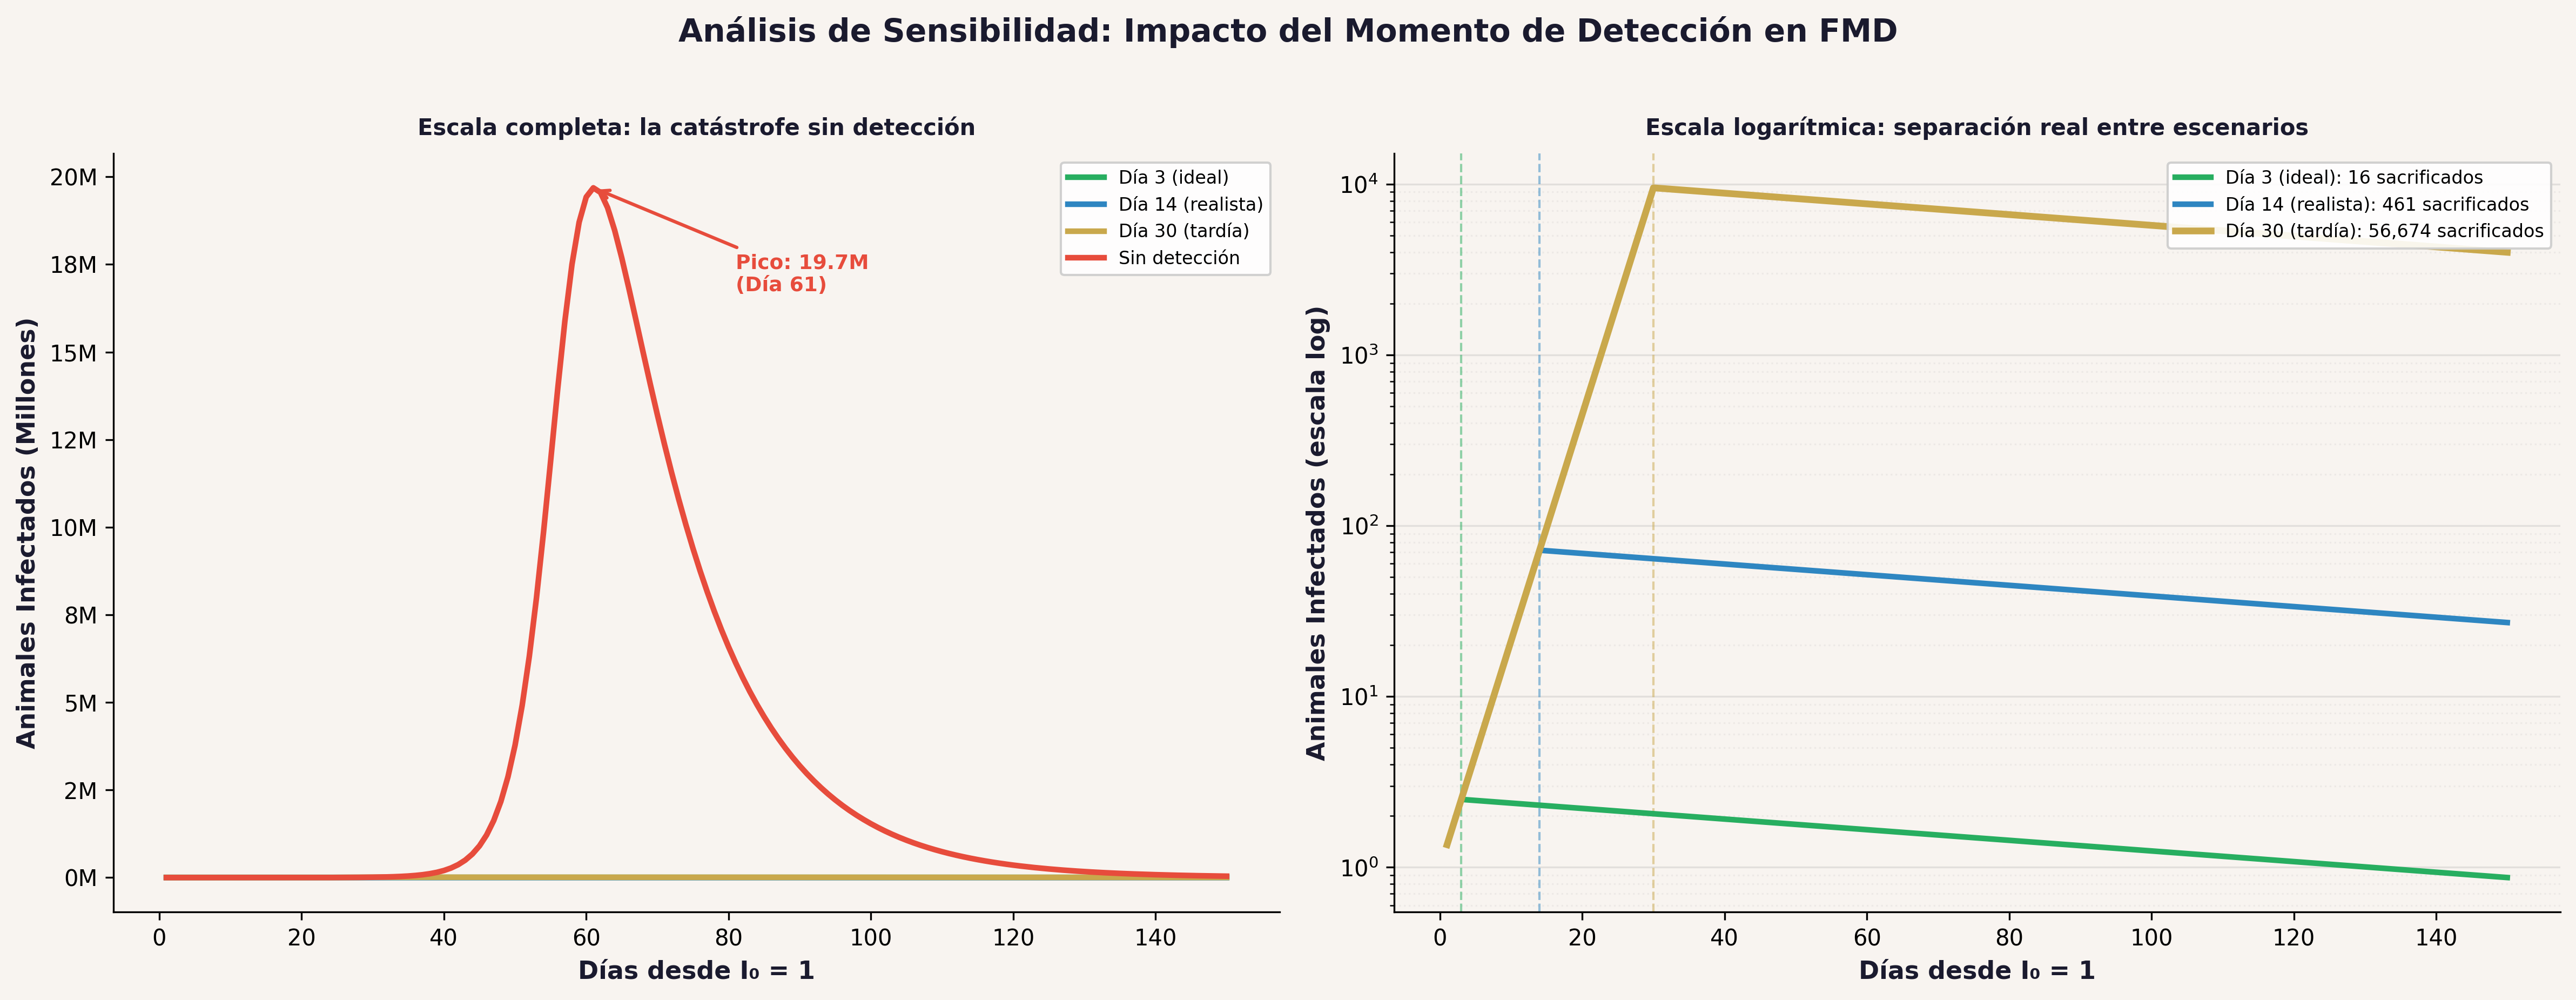 Análisis de Sensibilidad: Impacto del Momento de Detección en FMD
Escala completa: la catástrofe sin detección
Animales Infectados (Millones)
20M
18M
15M
12M
10M
8M
5M
2M
0M
Día 3 (ideal)
Día 14 (realista)
Día 30 (tardía)
Sin detección
Pico: 19.7M
(Día 61)
0 20 40 60 80 100 120 140
Días desde I₀ = 1
Escala logarítmica: separación real entre escenarios
Animales Infectados (escala log)
10⁴
10³
10²
10¹
10⁰
Día 3 (ideal): 16 sacrificados
Día 14 (realista): 461 sacrificados
Día 30 (tardía): 56,674 sacrificados
0 20 40 60 80 100 120 140
Días desde I₀ = 1